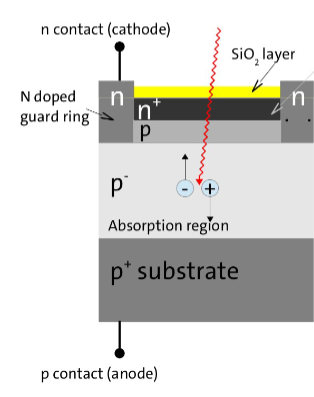 n contact (cathode)
SiO2 layer
N doped
guard ring
n
n
n+
p
p-
- +
Absorption region
p+ substrate
p contact (anode)